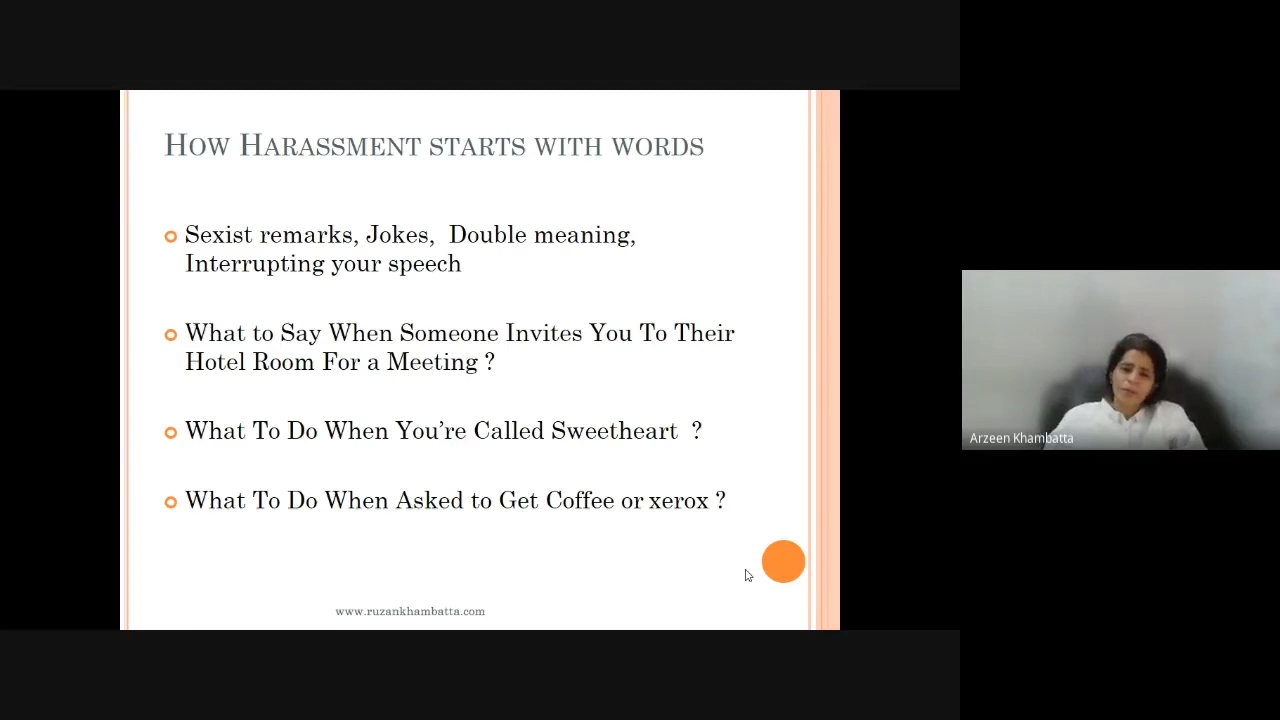 How Harassment starts with words
Sexist remarks, Jokes,  Double meaning,
Interrupting your speech
What to Say When Someone Invites You To Their
Hotel Room For a Meeting ?
What To Do When You’re Called Sweetheart  ?
What To Do When Asked to Get Coffee or xerox ?
www.ruzankhambatta.com
Arzeen Khambatta